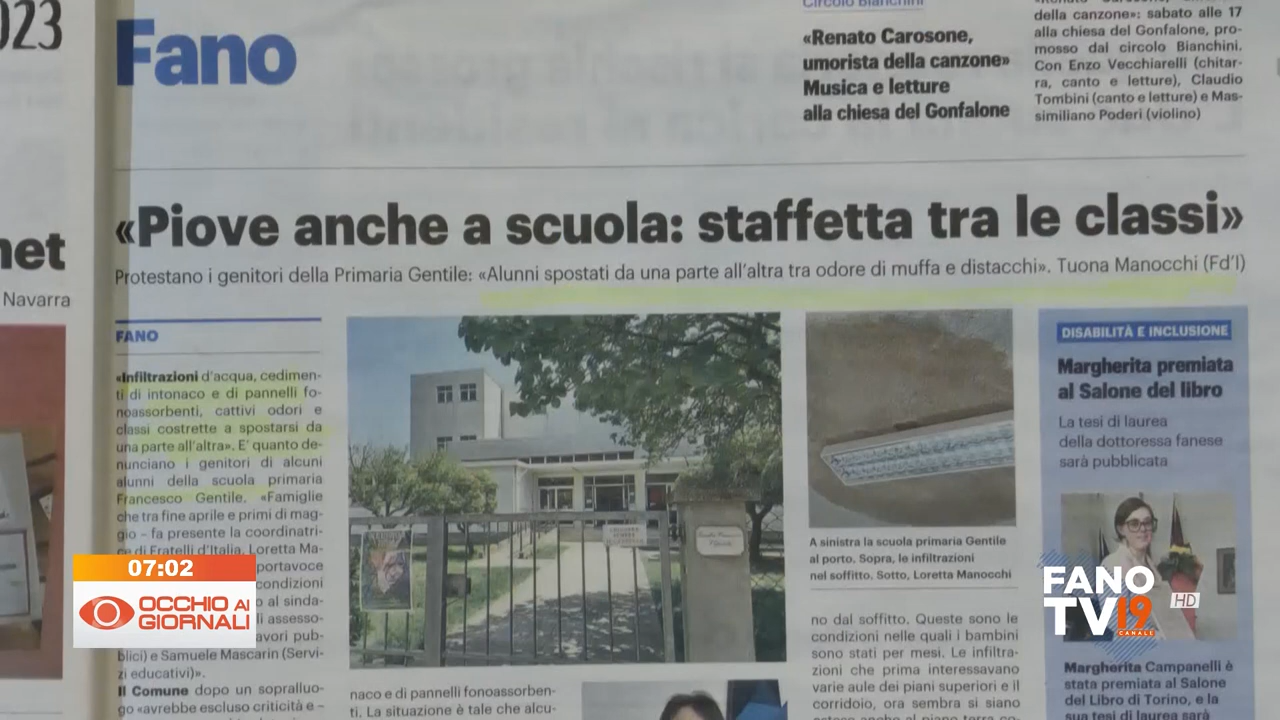 023
Fano
Circolo Bianchini
«Renato Carosone,
umorista della canzone»
Musica e letture
alla chiesa del Gonfalone
della canzone»: sabato alle 17
alla chiesa del Gonfalone, pro-
mosso dal circolo Bianchini.
Con Enzo Vecchiarelli (chitar-
ra, canto e letture), Claudio
Tombini (canto e letture) e Mas-
similiano Poderi (violino)
net
Navarra
«Piove anche a scuola: staffetta tra le classi»
Protestano i genitori della Primaria Gentile: «Alunni spostati da una parte all'altra tra odore di muffa e distacchi». Tuona Manocchi (Fd'I)
FANO
«Infiltrazioni d'acqua, cedimen-
ti di intonaco e di pannelli fo-
noassorbenti, cattivi odori e
classi costrette a spostarsi da
una parte all'altra». E' quanto de-
nunciano i genitori di alcuni
alunni della scuola primaria
Francesco Gentile. «Famiglie
che tra fine aprile e primi di mag-
gio – fa presente la coordinatri-
ce di Fratelli d'Italia, Loretta Ma-
portavoce
condizioni
o al sinda-
li assesso-
avori pub-
blici) e Samuele Mascarin (Servi-
zi educativi)».
Il Comune dopo un sopralluo-
go «avrebbe escluso criticità e –
naco e di pannelli fonoassorben-
ti. La situazione è tale che alcu-
A sinistra la scuola primaria Gentile
al porto. Sopra, le infiltrazioni
nel soffitto. Sotto, Loretta Manocchi
no dal soffitto. Queste sono le
condizioni nelle quali i bambini
sono stati per mesi. Le infiltra-
zioni che prima interessavano
varie aule dei piani superiori e il
corridoio, ora sembra si siano
DISABILITÀ E INCLUSIONE
Margherita premiata
al Salone del libro
La tesi di laurea
della dottoressa fanese
sarà pubblicata
Margherita Campanelli è
stata premiata al Salone
del Libro di Torino, e la
sua tesi di laurea sarà
07:02
OCCHIO AI
GIORNALI
FANO
TV19
CANALE
HD